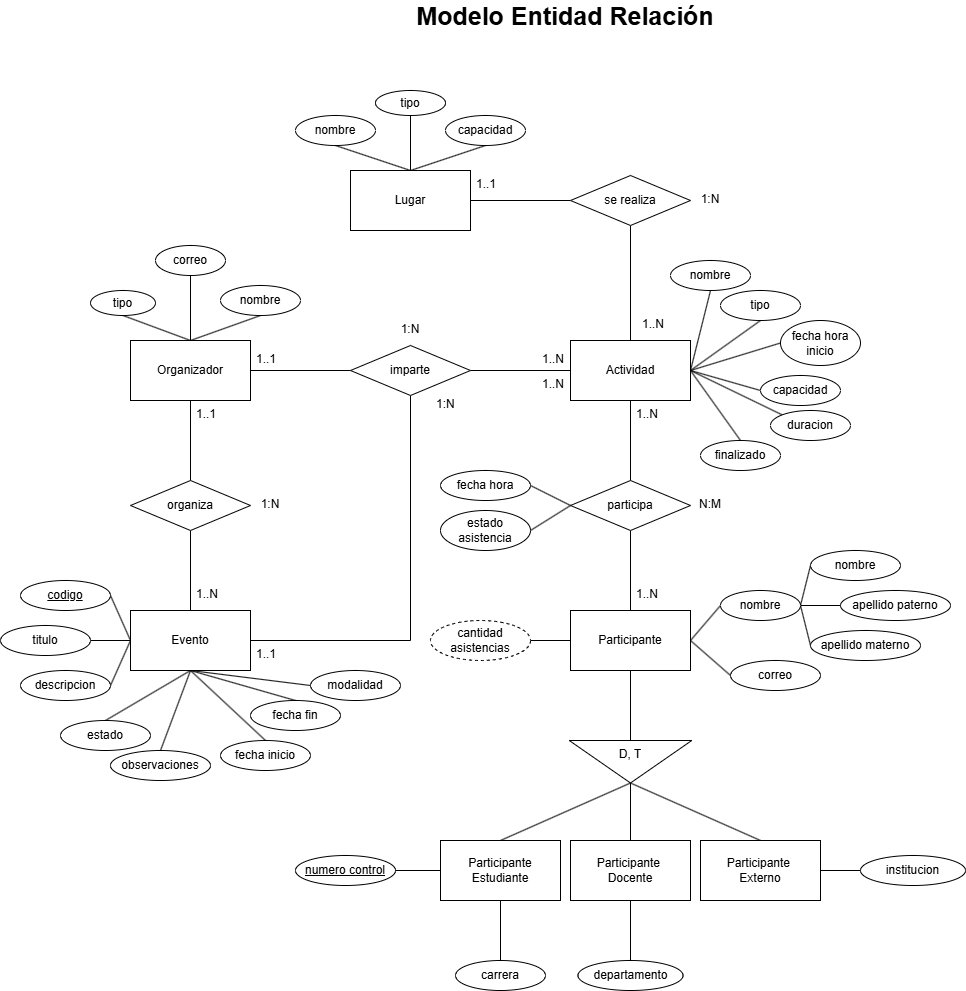 Modelo Entidad Relación
tipo
nombre
capacidad
Lugar
1..1
se realiza
1:N
correo
tipo
nombre
nombre
tipo
fecha hora
inicio
capacidad
duracion
finalizado
1:N
1..N
Organizador
1..1
imparte
1..N
1..N
Actividad
1..1
1:N
1..N
organiza
1:N
fecha hora
estado
asistencia
participa
N:M
1..N
1..N
codigo
titulo
descripcion
Evento
1..1
cantidad
asistencias
Participante
nombre
nombre
apellido paterno
apellido materno
correo
modalidad
fecha fin
estado
fecha inicio
observaciones
D, T
numero control
Participante
Estudiante
Participante
Docente
Participante
Externo
institucion
carrera
departamento